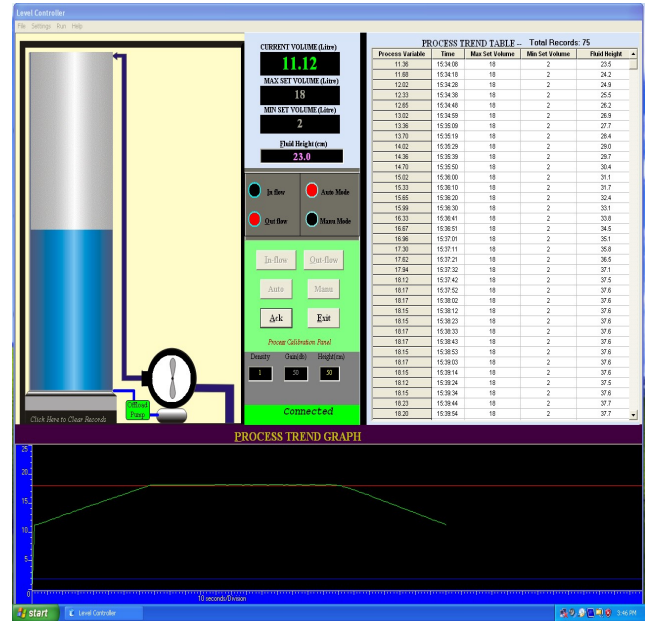 Level Controller
File Settings Run Help
CURRENT VOLUME (Litre)
11.12
MAX SET VOLUME (Litre)
18
MIN SET VOLUME (Litre)
2
Fluid Height (cm)
23.0
In flow
Auto Mode
Out flow
Manu Mode
In-flow
Out-flow
Auto
Manu
Ack
Exit
Process Calibration Panel
Density Gain(db) Height(cm)
1 50 50
Connected
Offload
Pump
Click Here to Clear Records
PROCESS TREND TABLE -- Total Records: 75
Process Variable Time Max Set Volume Min Set Volume Fluid Height
11.36 15:34:08 18 2 23.5
11.68 15:34:18 18 2 24.2
12.02 15:34:28 18 2 24.9
12.33 15:34:38 18 2 25.5
12.65 15:34:48 18 2 26.2
13.02 15:34:59 18 2 26.9
13.36 15:35:09 18 2 27.7
13.70 15:35:19 18 2 28.4
14.02 15:35:29 18 2 29.0
14.36 15:35:39 18 2 29.7
14.70 15:35:50 18 2 30.4
15.02 15:36:00 18 2 31.1
15.33 15:36:10 18 2 31.7
15.65 15:36:20 18 2 32.4
15.99 15:36:30 18 2 33.1
16.33 15:36:41 18 2 33.8
16.67 15:36:51 18 2 34.5
16.96 15:37:01 18 2 35.1
17.30 15:37:11 18 2 35.8
17.62 15:37:21 18 2 36.5
17.94 15:37:32 18 2 37.1
18.12 15:37:42 18 2 37.5
18.17 15:37:52 18 2 37.6
18.17 15:38:02 18 2 37.6
18.15 15:38:12 18 2 37.6
18.15 15:38:23 18 2 37.6
18.17 15:38:33 18 2 37.6
18.17 15:38:43 18 2 37.6
18.15 15:38:53 18 2 37.6
18.17 15:39:03 18 2 37.6
18.15 15:39:14 18 2 37.6
18.12 15:39:24 18 2 37.5
18.15 15:39:34 18 2 37.6
18.23 15:39:44 18 2 37.7
18.20 15:39:54 18 2 37.7
PROCESS TREND GRAPH
25
20
15
10
5
0
10 seconds/Division
start
Level Controller
3:46 PM